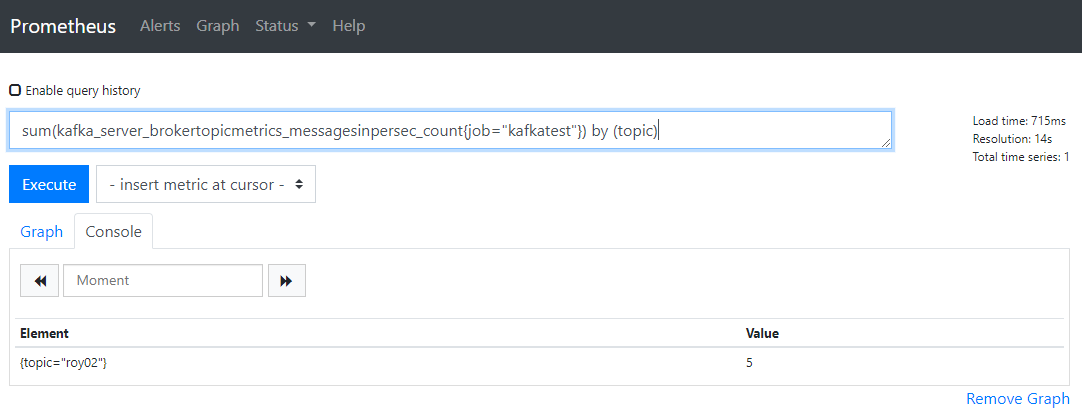 Prometheus Alerts Graph Status Help
Enable query history
sum(kafka_server_brokertopicmetrics_messagesinpersec_count{job="kafkatest"}) by (topic)
Load time: 715ms
Resolution: 14s
Total time series: 1
Execute - insert metric at cursor -
Graph Console
Moment
Element Value
{topic="roy02"} 5
Remove Graph